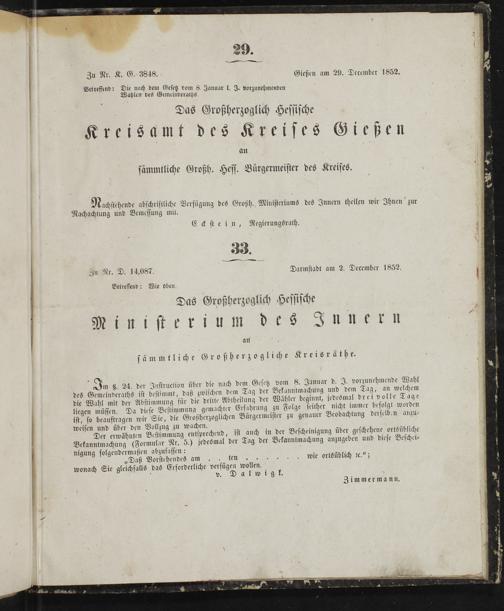 29.
Zu Nr. K. G. 3848.
Gießen am 29. December 1852.
Betreffend: Die nach dem Gesetz vom 8. Januar l. J. vorzunehmenden
Wahlen des Gemeinderaths.
Das Großherzoglich Hessische
Kreisamt des Kreises Gießen
an
sämmtliche Großh. Hess. Bürgermeister des Kreises.
Nachstehende abschriftliche Verfügung des Großh. Ministeriums des Innern theilen wir Ihnen zur
Nachachtung und Bemessung mit.
Eckstein, Regierungsrath.
33.
Zu Nr. D. 14,087.
Darmstadt am 2. December 1852.
Betreffend: Wie oben.
Das Großherzoglich Hessische
Ministerium des Innern
an
sämmtliche Großherzogliche Kreisräthe.
Im §. 24. der Instruction über die nach dem Gesetz vom 8. Januar d. J. vorzunehmende Wahl
des Gemeinderaths ist bestimmt, daß zwischen dem Tag der Bekanntmachung und dem Tag, an welchem
die Wahl mit der Abstimmung für die dritte Abtheilung der Wähler beginnt, jedesmal drei volle Tage
liegen müssen. Da diese Bestimmung gemachter Erfahrung zu Folge seither nicht immer befolgt worden
ist, so beauftragen wir Sie, die Großherzoglichen Bürgermeister zu genauer Beobachtung derselben anzu-
weisen und über den Vollzug zu wachen.
Der erwähnten Bestimmung entsprechend, ist auch in der Bescheinigung über geschehene ortsübliche
Bekanntmachung (Formular Nr. 5.) jedesmal der Tag der Bekanntmachung anzugeben und diese Beschei-
nigung folgendermassen abzufassen:
„Daß Vorstehendes am . . ten . . . . . . . wie ortsüblich ꝛc.“;
wonach Sie gleichfalls das Erforderliche verfügen wollen.
v. Dalwigk.
Zimmermann.